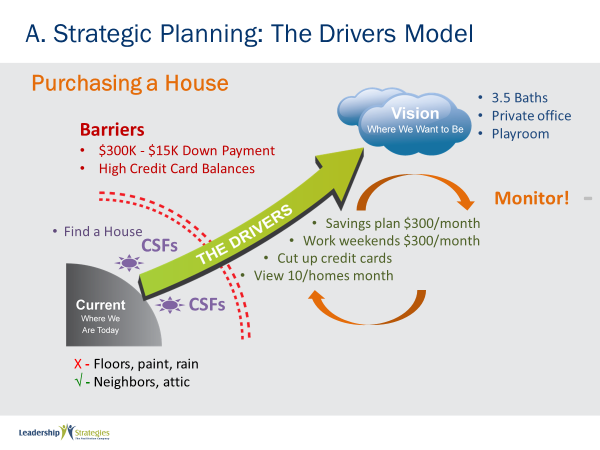 A. Strategic Planning: The Drivers Model
Purchasing a House
Vision
Where We Want to Be
• 3.5 Baths
• Private office
• Playroom
Barriers
• $300K - $15K Down Payment
• High Credit Card Balances
Monitor!
THE DRIVERS
• Savings plan $300/month
• Work weekends $300/month
• Cut up credit cards
• View 10/homes month
• Find a House
CSFs
CSFs
Current
Where We
Are Today
X - Floors, paint, rain
√ - Neighbors, attic
Leadership Strategies
The Facilitation Company